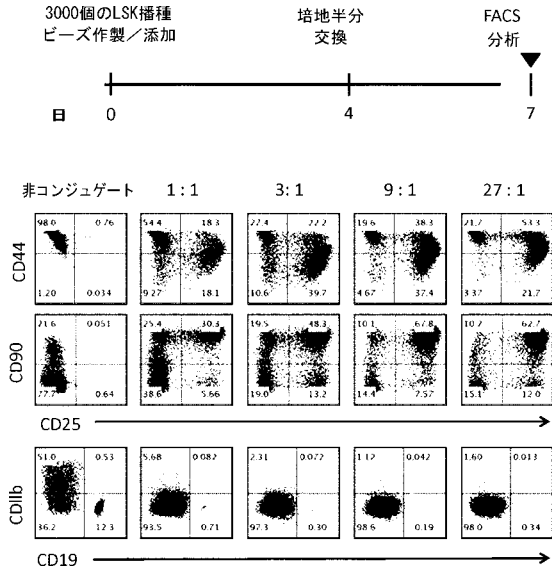 3000個のLSK播種
ビーズ作製／添加
培地半分
交換
FACS
分析
日 0 4 7
非コンジュゲート 1:1 3:1 9:1 27:1
CD44
98.0 0.76 54.4 18.3 27.4 22.2 19.6 38.3 21.7 53.3
1.20 0.034 9.27 18.1 10.6 39.7 4.67 37.4 3.37 21.7
CD90
21.6 0.051 25.4 30.3 19.5 48.3 10.1 67.8 10.2 62.7
77.7 0.64 38.6 5.66 19.0 13.2 14.4 7.57 15.1 12.0
CD25
CDIIb
51.0 0.53 5.68 0.082 2.31 0.072 1.12 0.042 1.60 0.013
36.2 12.3 93.5 0.71 97.3 0.30 98.6 0.19 98.0 0.34
CD19